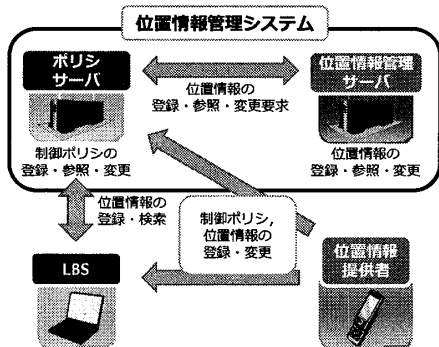 位置情報管理システム
ポリシ
サーバ
位置情報の
登録・参照・変更要求
位置情報管理
サーバ
制御ポリシの
登録・参照・変更
位置情報の
登録・参照・変更
位置情報の
登録・検索
制御ポリシ,
位置情報の
登録・変更
LBS
位置情報
提供者